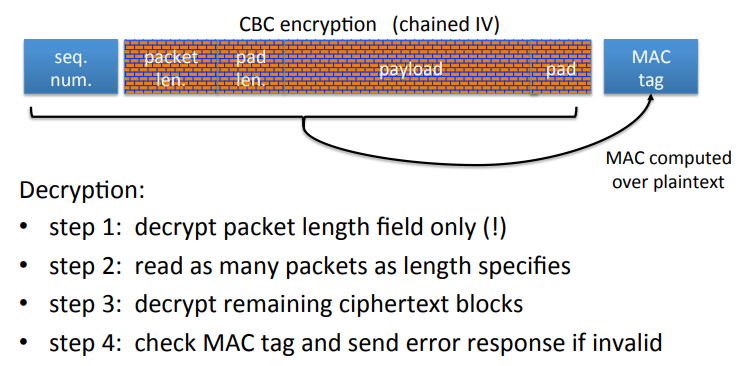 CBC encryption (chained IV)
seq. num.
packet len.
pad len.
payload
pad
MAC tag
MAC computed
over plaintext
Decryption:
• step 1: decrypt packet length field only (!)
• step 2: read as many packets as length specifies
• step 3: decrypt remaining ciphertext blocks
• step 4: check MAC tag and send error response if invalid